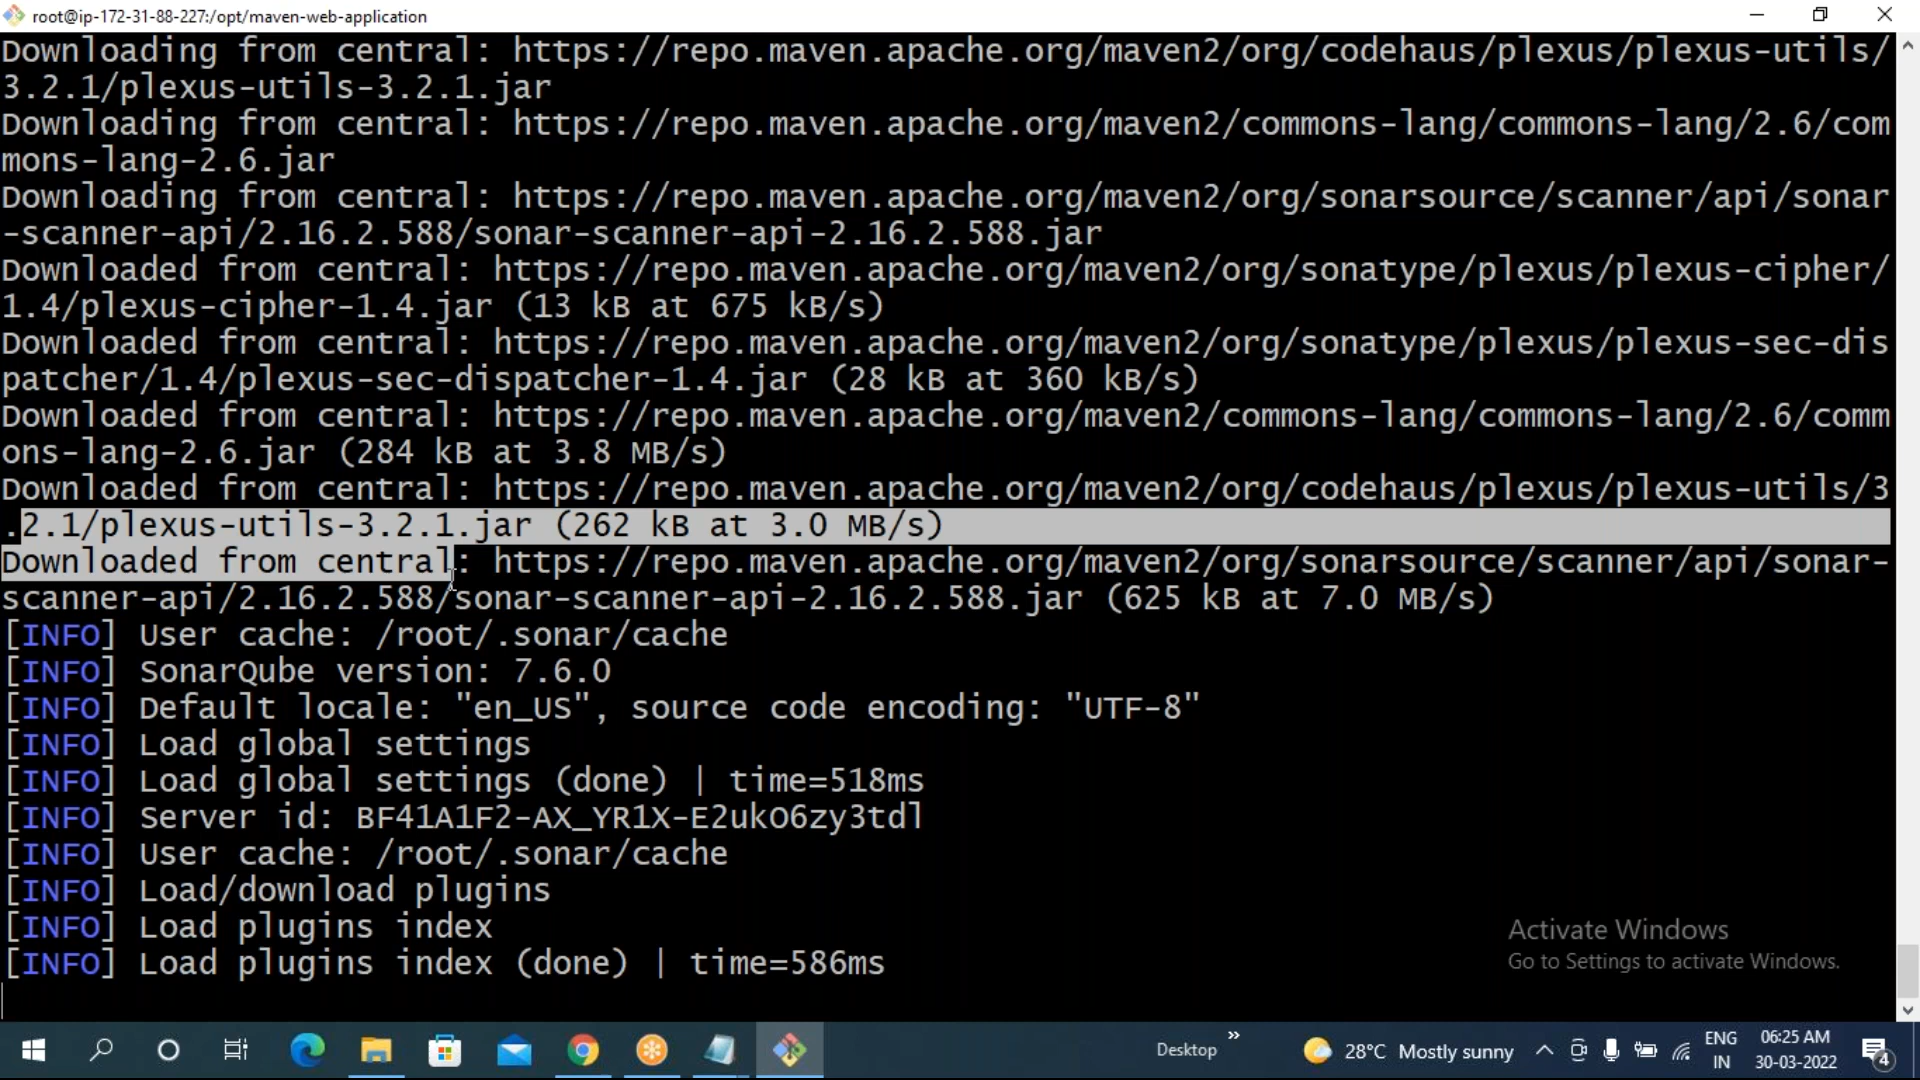 root@ip-172-31-88-227:/opt/maven-web-application
Downloading from central: https://repo.maven.apache.org/maven2/org/codehaus/plexus/plexus-utils/
3.2.1/plexus-utils-3.2.1.jar
Downloading from central: https://repo.maven.apache.org/maven2/commons-lang/commons-lang/2.6/com
mons-lang-2.6.jar
Downloading from central: https://repo.maven.apache.org/maven2/org/sonarsource/scanner/api/sonar
-scanner-api/2.16.2.588/sonar-scanner-api-2.16.2.588.jar
Downloaded from central: https://repo.maven.apache.org/maven2/org/sonatype/plexus/plexus-cipher/
1.4/plexus-cipher-1.4.jar (13 kB at 675 kB/s)
Downloaded from central: https://repo.maven.apache.org/maven2/org/sonatype/plexus/plexus-sec-dis
patcher/1.4/plexus-sec-dispatcher-1.4.jar (28 kB at 360 kB/s)
Downloaded from central: https://repo.maven.apache.org/maven2/commons-lang/commons-lang/2.6/comm
ons-lang-2.6.jar (284 kB at 3.8 MB/s)
Downloaded from central: https://repo.maven.apache.org/maven2/org/codehaus/plexus/plexus-utils/3
.2.1/plexus-utils-3.2.1.jar (262 kB at 3.0 MB/s)
Downloaded from central: https://repo.maven.apache.org/maven2/org/sonarsource/scanner/api/sonar-
scanner-api/2.16.2.588/sonar-scanner-api-2.16.2.588.jar (625 kB at 7.0 MB/s)
[INFO] User cache: /root/.sonar/cache
[INFO] SonarQube version: 7.6.0
[INFO] Default locale: "en_US", source code encoding: "UTF-8"
[INFO] Load global settings
[INFO] Load global settings (done) | time=518ms
[INFO] Server id: BF41A1F2-AX_YR1X-E2ukO6zy3tdl
[INFO] User cache: /root/.sonar/cache
[INFO] Load/download plugins
[INFO] Load plugins index
[INFO] Load plugins index (done) | time=586ms
Activate Windows
Go to Settings to activate Windows.
Desktop
28°C Mostly sunny
ENG
IN
06:25 AM
30-03-2022
4